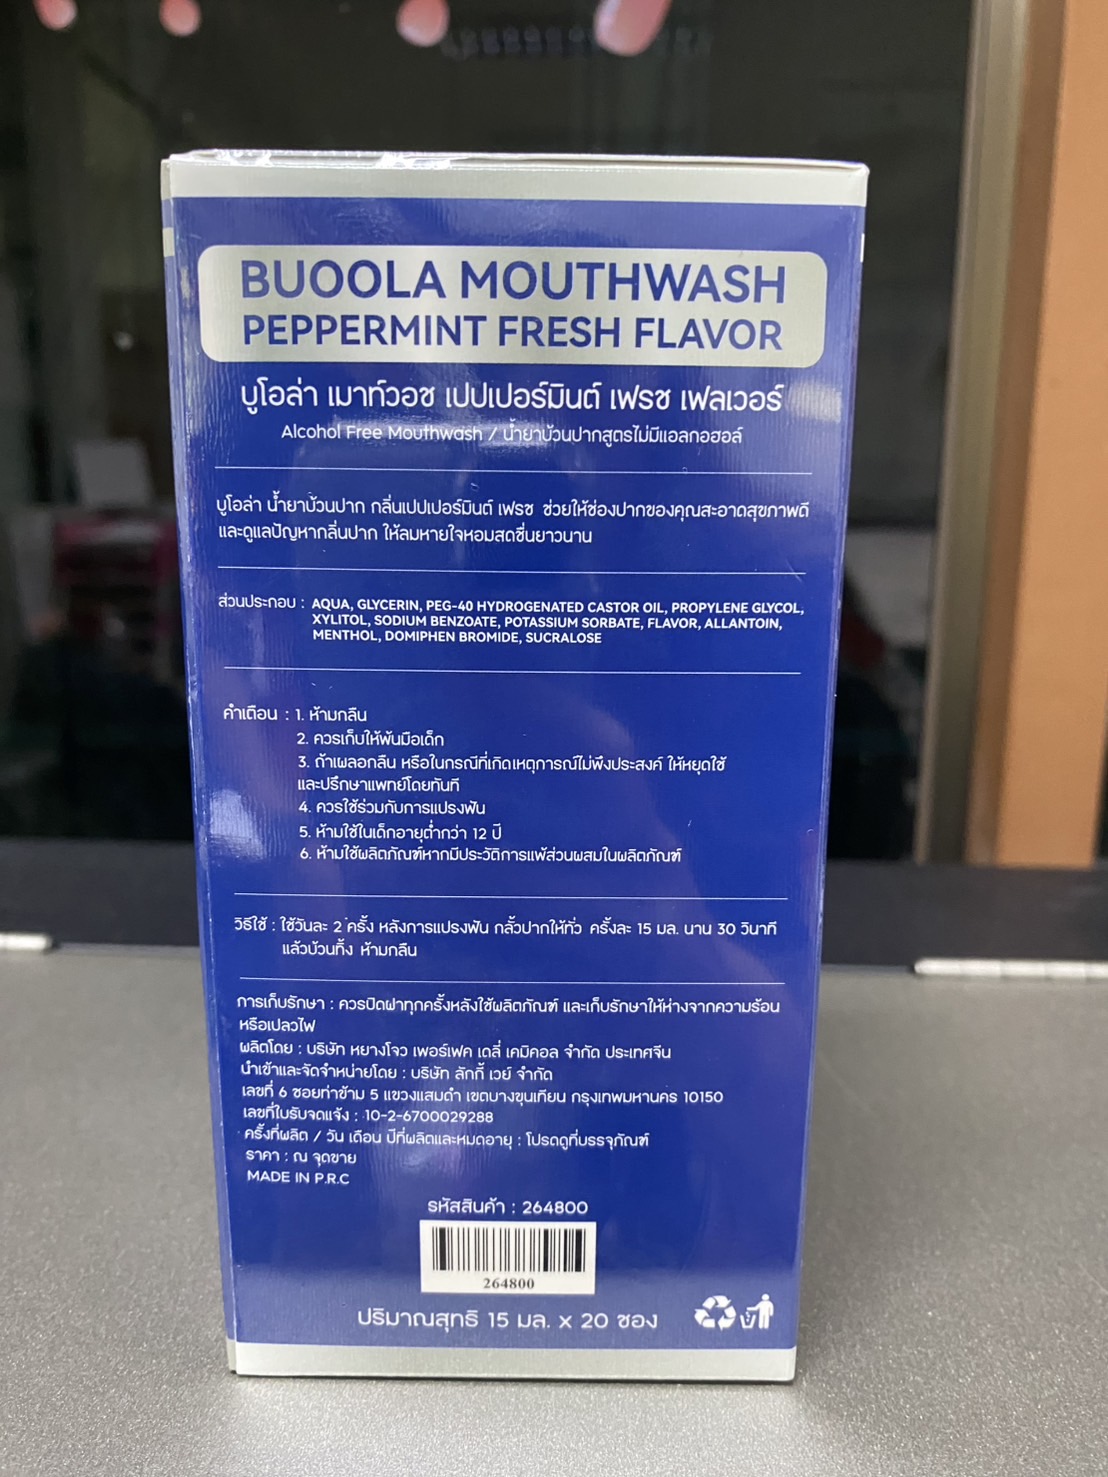 BUOOLA MOUTHWASH
PEPPERMINT FRESH FLAVOR
บูโอล่า เมาท์วอช เปปเปอร์มินต์ เฟรช เฟลเวอร์
Alcohol Free Mouthwash / น้ำยาบ้วนปากสูตรไม่มีแอลกอฮอล์
บูโอล่า น้ำยาบ้วนปาก กลิ่นเปปเปอร์มินต์ เฟรช ช่วยให้ช่องปากของคุณสะอาดสุขภาพดี
และดูแลปัญหากลิ่นปาก ให้ลมหายใจหอมสดชื่นยาวนาน
ส่วนประกอบ : AQUA, GLYCERIN, PEG-40 HYDROGENATED CASTOR OIL, PROPYLENE GLYCOL,
XYLITOL, SODIUM BENZOATE, POTASSIUM SORBATE, FLAVOR, ALLANTOIN,
MENTHOL, DOMIPHEN BROMIDE, SUCRALOSE
คำเตือน : 1. ห้ามกลืน
2. ควรเก็บให้พ้นมือเด็ก
3. ถ้าเผลอกลืน หรือในกรณีที่เกิดเหตุการณ์ไม่พึงประสงค์ ให้หยุดใช้
และปรึกษาแพทย์โดยทันที
4. ควรใช้ร่วมกับการแปรงฟัน
5. ห้ามใช้ในเด็กอายุต่ำกว่า 12 ปี
6. ห้ามใช้ผลิตภัณฑ์หากมีประวัติการแพ้ส่วนผสมในผลิตภัณฑ์
วิธีใช้ : ใช้วันละ 2 ครั้ง หลังการแปรงฟัน กลั้วปากให้ทั่ว ครั้งละ 15 มล. นาน 30 วินาที
แล้วบ้วนทิ้ง ห้ามกลืน
การเก็บรักษา : ควรปิดฝาทุกครั้งหลังใช้ผลิตภัณฑ์ และเก็บรักษาให้ห่างจากความร้อน
หรือเปลวไฟ
ผลิตโดย : บริษัท หยางโจว เพอร์เฟค เดลี่ เคมิคอล จำกัด ประเทศจีน
นำเข้าและจัดจำหน่ายโดย : บริษัท ลักกี้ เวย์ จำกัด
เลขที่ 6 ซอยท่าข้าม 5 แขวงแสมดำ เขตบางขุนเทียน กรุงเทพมหานคร 10150
เลขที่ใบรับจดแจ้ง : 10-2-6700029288
ครั้งที่ผลิต / วัน เดือน ปีที่ผลิตและหมดอายุ : โปรดดูที่บรรจุภัณฑ์
ราคา : ณ จุดขาย
MADE IN P.R.C
รหัสสินค้า : 264800
264800
ปริมาณสุทธิ 15 มล. x 20 ซอง